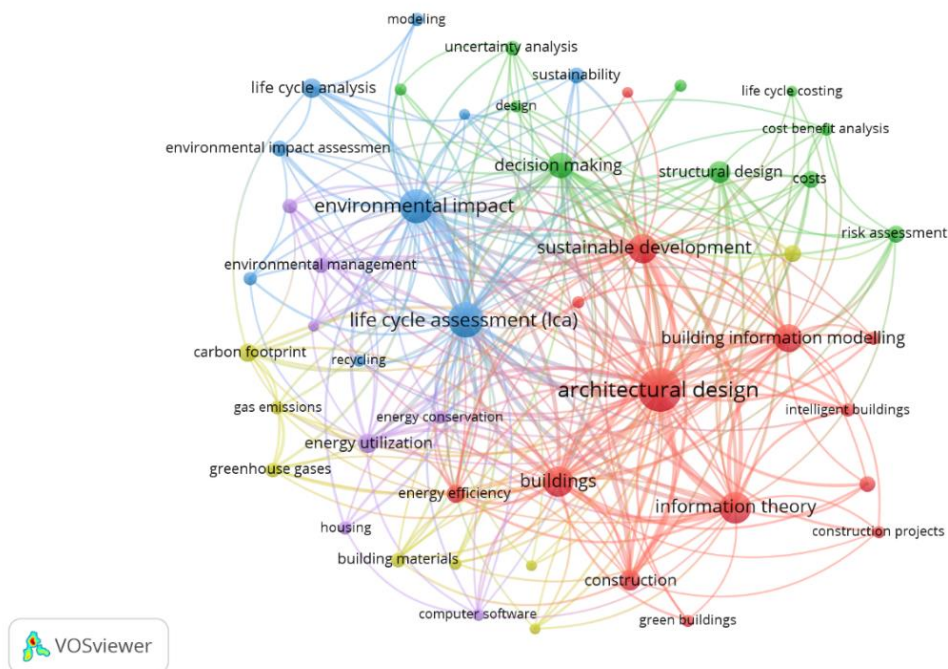 modeling
uncertainty analysis
sustainability
life cycle analysis
life cycle costing
design
cost benefit analysis
environmental impact assessmen
decision making
structural design
costs
environmental impact
risk assessment
sustainable development
environmental management
life cycle assessment (lca)
building information modelling
carbon footprint
recycling
architectural design
gas emissions
intelligent buildings
energy conservation
energy utilization
greenhouse gases
buildings
energy efficiency
information theory
housing
construction projects
building materials
construction
computer software
green buildings
VOSviewer